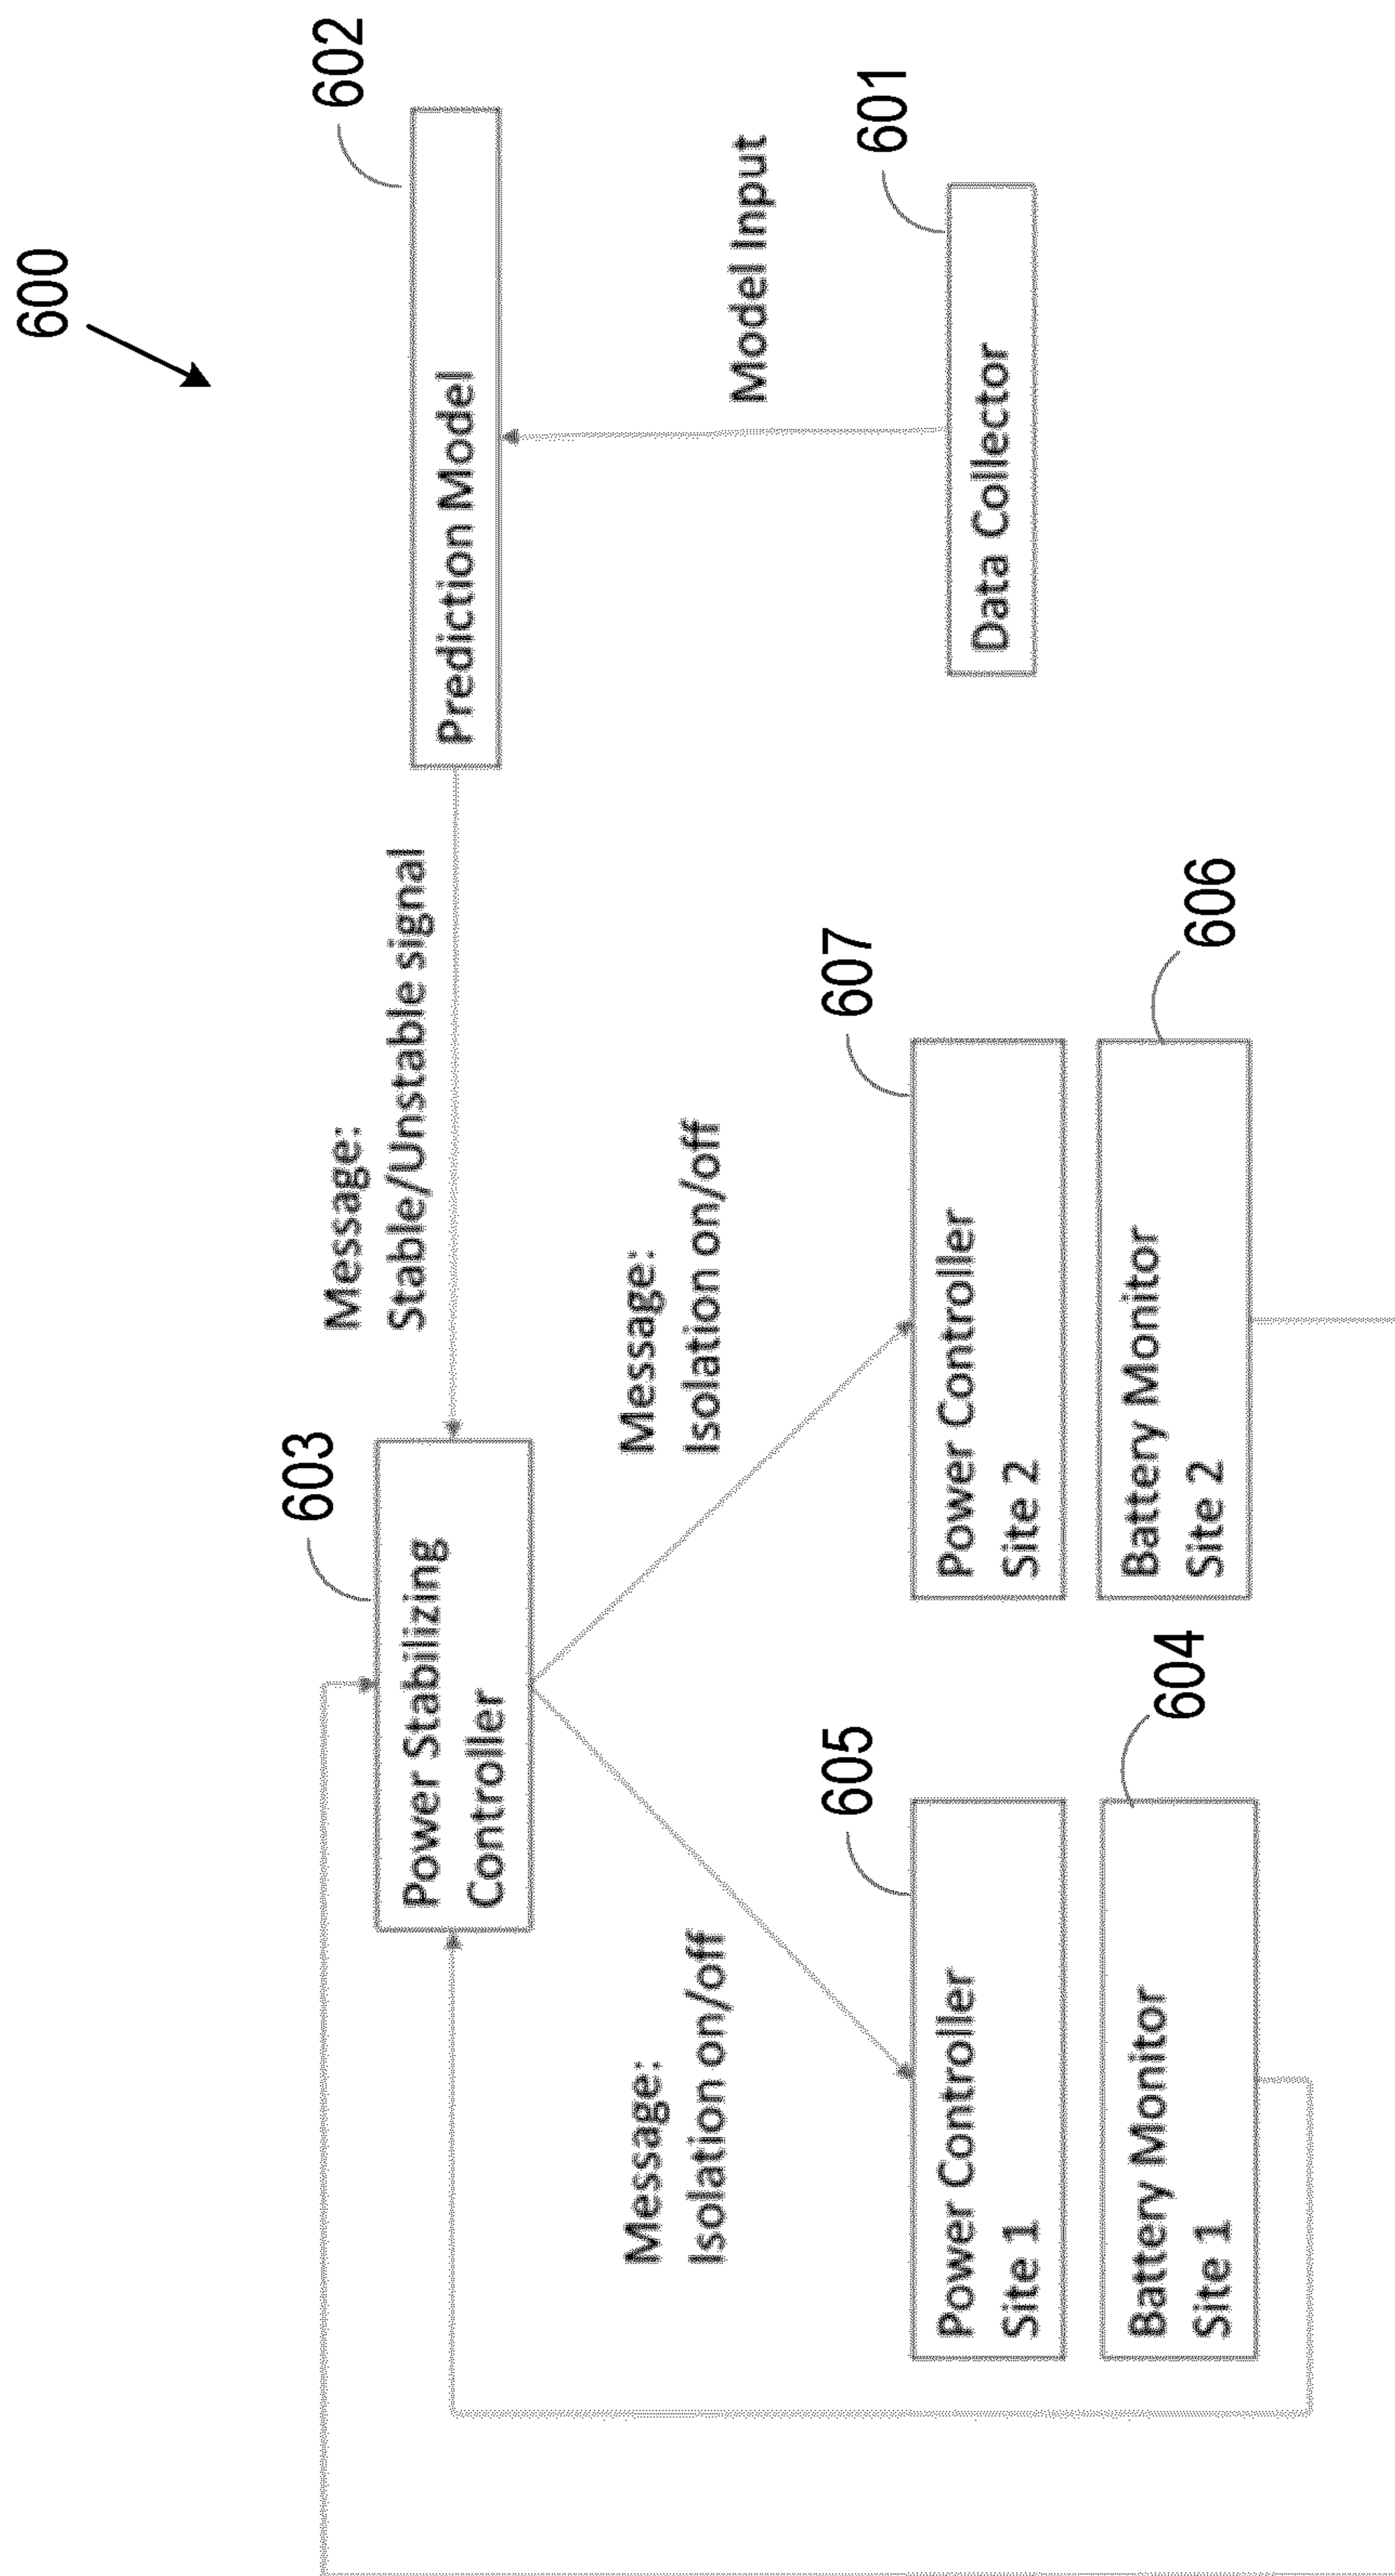 600
602
Prediction Model
Message:
Stable/Unstable signal
603
Power Stabilizing
Controller
Model Input
601
Data Collector
Message:
Isolation on/off
Message:
Isolation on/off
605
Power Controller
Site 1
604
Battery Monitor
Site 1
607
Power Controller
Site 2
606
Battery Monitor
Site 2